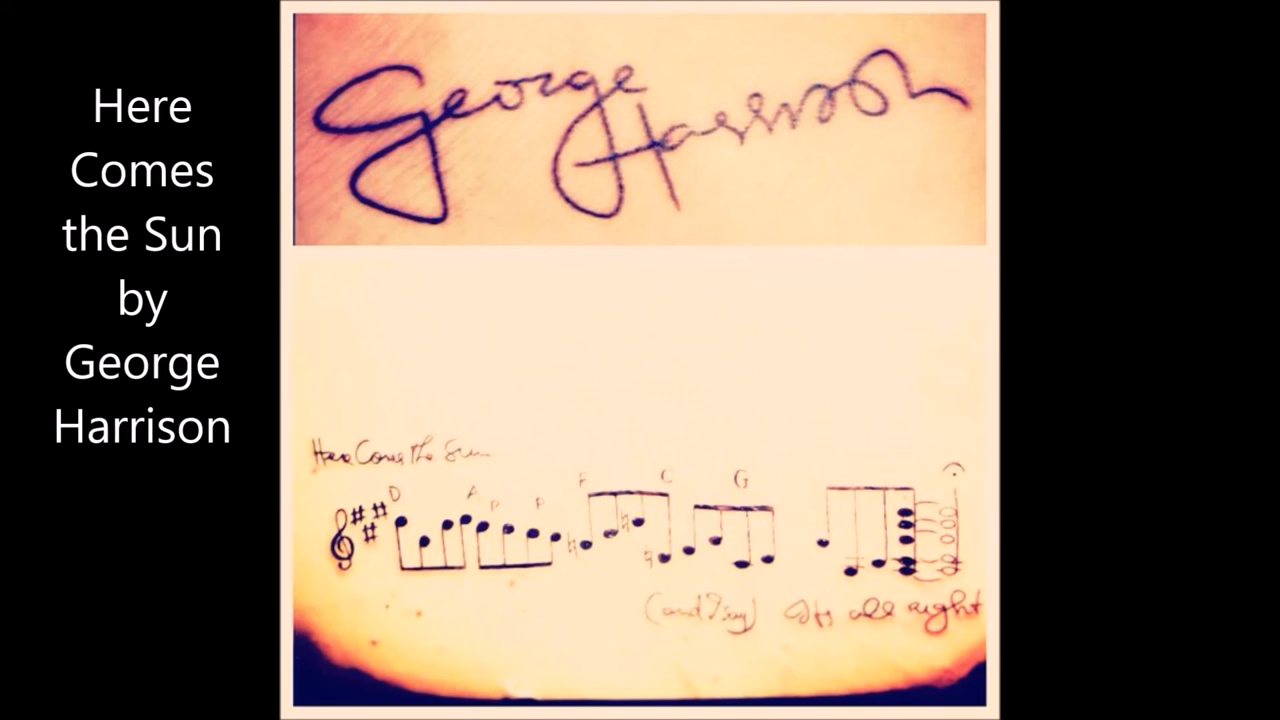 Here
Comes
the Sun
by
George
Harrison
George
Harrison
Here Comes The Sun
D A P P F C G
(and I say) It's all right